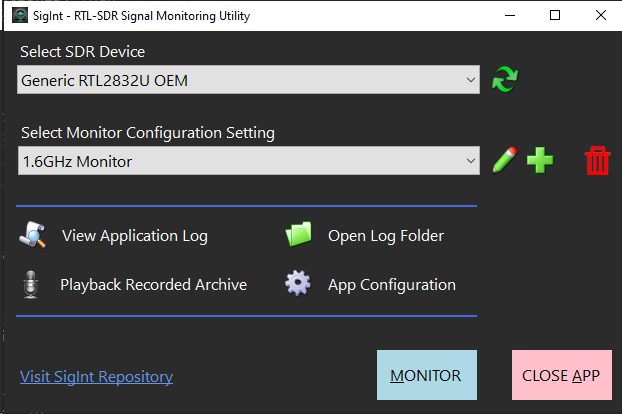 SigInt - RTL-SDR Signal Monitoring Utility
Select SDR Device
Generic RTL2832U OEM
Select Monitor Configuration Setting
1.6GHz Monitor
View Application Log
Open Log Folder
Playback Recorded Archive
App Configuration
Visit SigInt Repository
MONITOR
CLOSE APP